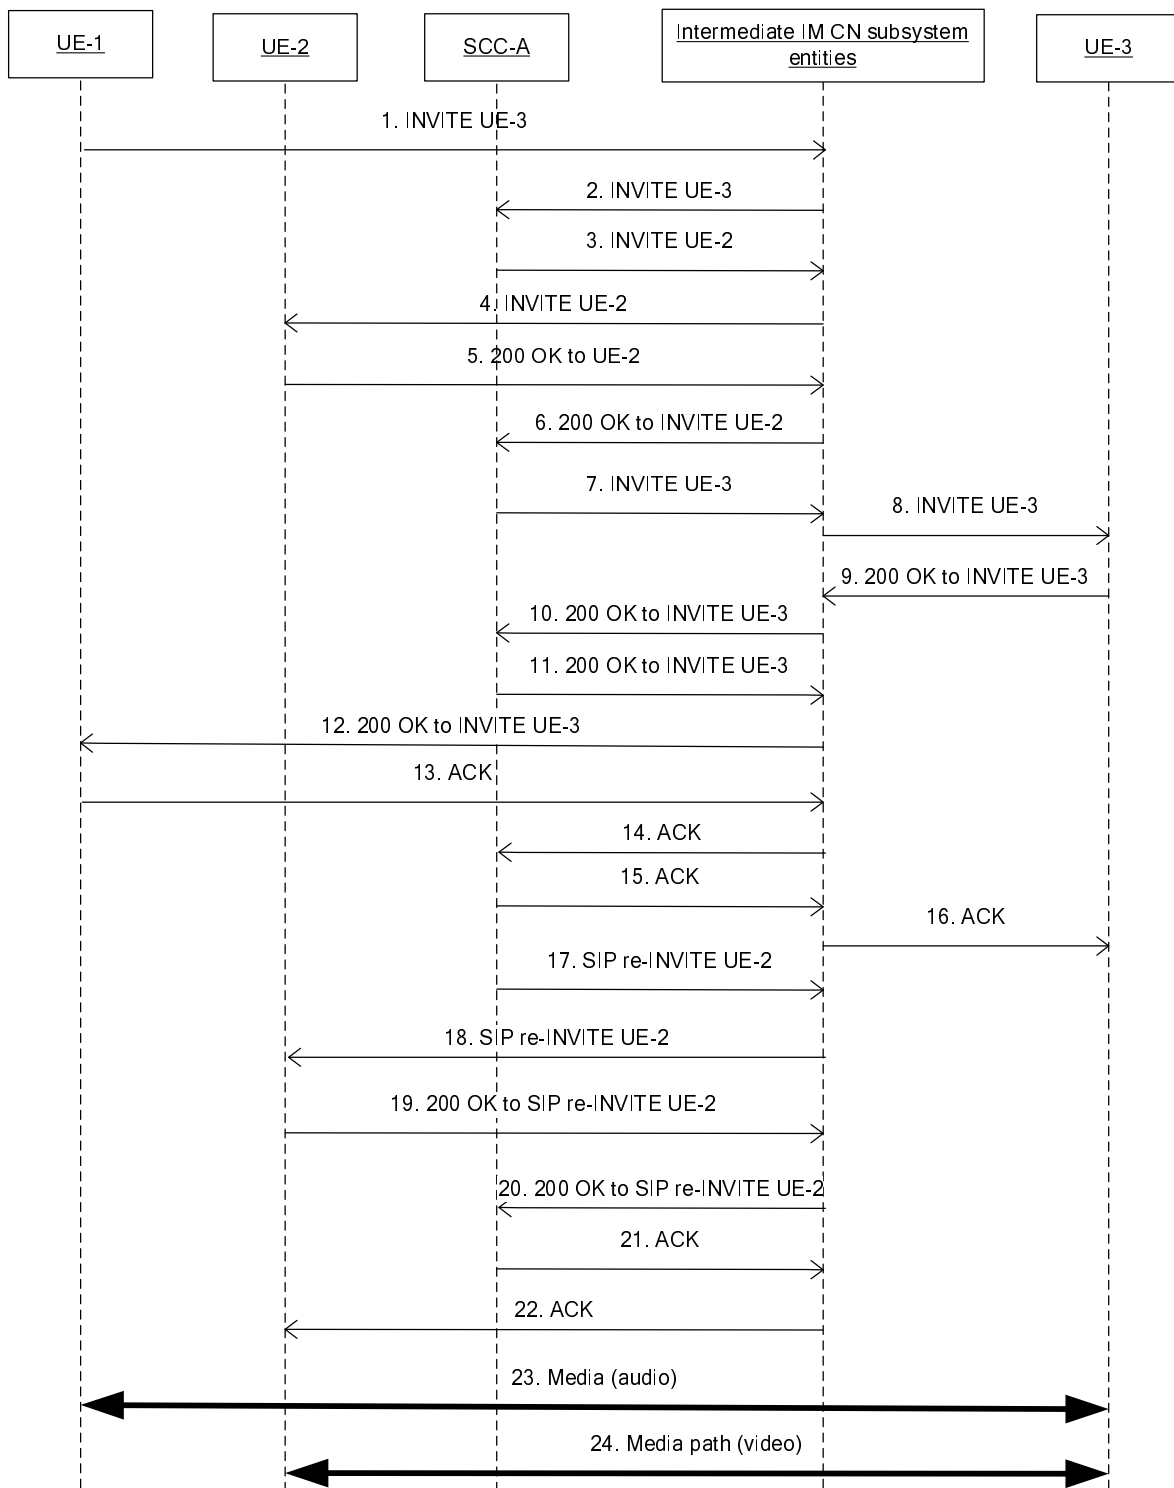 UE-1
UE-2
SCC-A
Intermediate IM CN subsystem
entities
UE-3
1. INVITE UE-3
2. INVITE UE-3
3. INVITE UE-2
4. INVITE UE-2
5. 200 OK to UE-2
6. 200 OK to INVITE UE-2
7. INVITE UE-3
8. INVITE UE-3
9. 200 OK to INVITE UE-3
10. 200 OK to INVITE UE-3
11. 200 OK to INVITE UE-3
12. 200 OK to INVITE UE-3
13. ACK
14. ACK
15. ACK
16. ACK
17. SIP re-INVITE UE-2
18. SIP re-INVITE UE-2
19. 200 OK to SIP re-INVITE UE-2
20. 200 OK to SIP re-INVITE UE-2
21. ACK
22. ACK
23. Media (audio)
24. Media path (video)